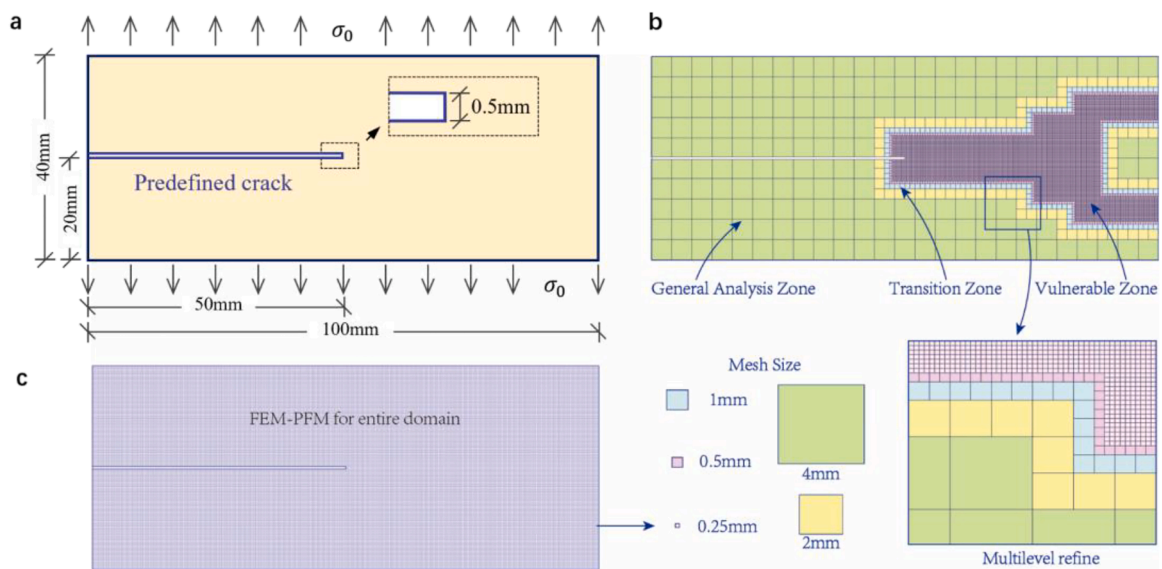 a
σ₀
0.5mm
40mm
20mm
Predefined crack
σ₀
50mm
100mm
b
General Analysis Zone
Transition Zone
Vulnerable Zone
c
FEM-PFM for entire domain
Mesh Size
1mm
0.5mm
4mm
0.25mm
2mm
Multilevel refine